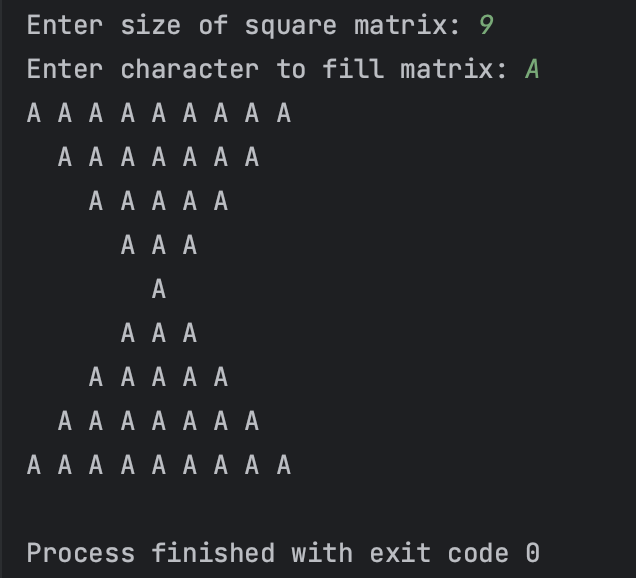 Enter size of square matrix: 9
Enter character to fill matrix: A
A A A A A A A A A
  A A A A A A A
    A A A A A
      A A A
        A
      A A A
    A A A A A
  A A A A A A A
A A A A A A A A A

Process finished with exit code 0